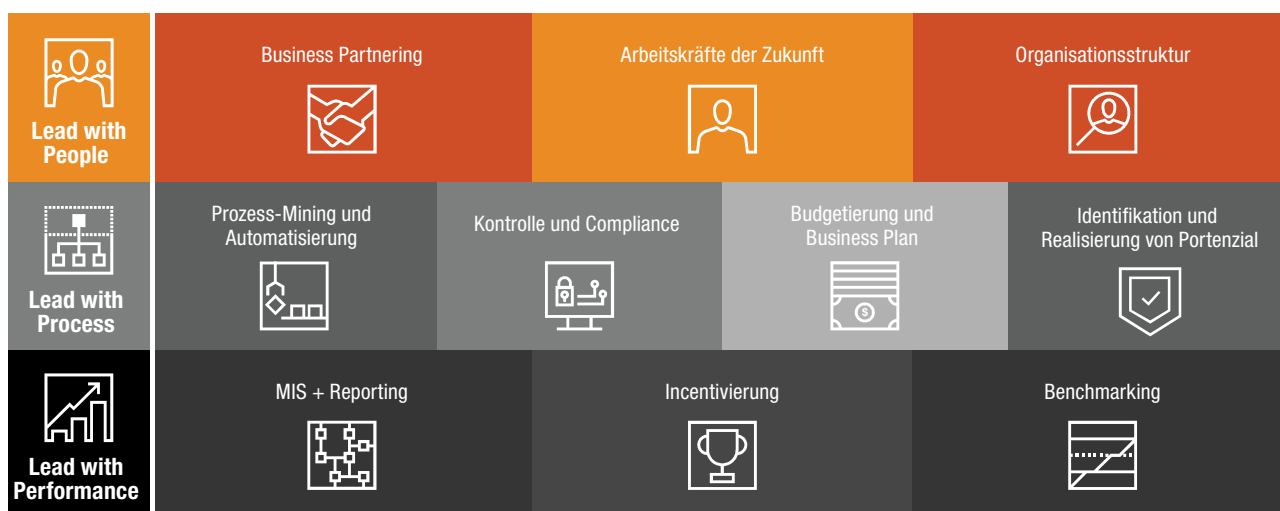 Lead with
People
Business Partnering
Arbeitskräfte der Zukunft
Organisationsstruktur
Lead with
Process
Prozess-Mining und
Automatisierung
Kontrolle und Compliance
Budgetierung und
Business Plan
$
Identifikation und
Realisierung von Portenzial
Lead with
Performance
MIS + Reporting
Incentivierung
Benchmarking